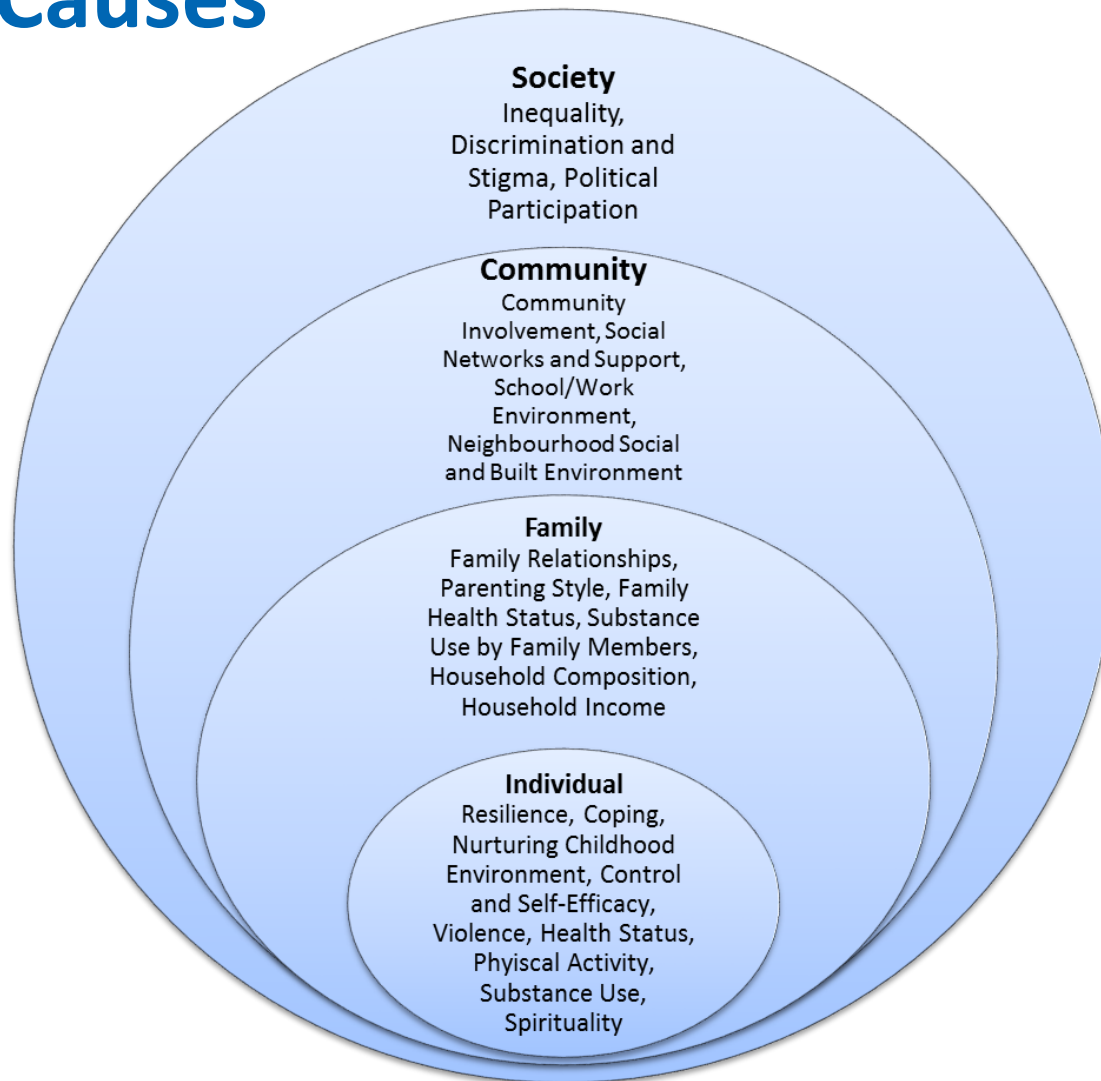 Causes
Society
Inequality,
Discrimination and
Stigma, Political
Participation
Community
Community
Involvement, Social
Networks and Support,
School/Work
Environment,
Neighbourhood Social
and Built Environment
Family
Family Relationships,
Parenting Style, Family
Health Status, Substance
Use by Family Members,
Household Composition,
Household Income
Individual
Resilience, Coping,
Nurturing Childhood
Environment, Control
and Self-Efficacy,
Violence, Health Status,
Phyiscal Activity,
Substance Use,
Spirituality